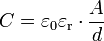 C = ε₀εᵣ · A/d